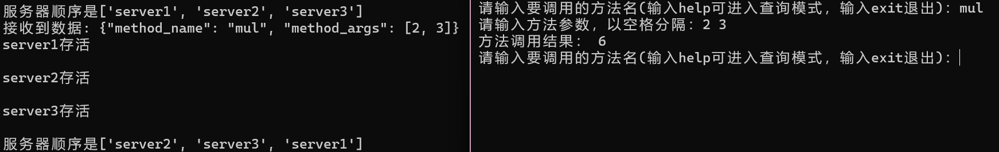 服务器顺序是['server1', 'server2', 'server3']
接收到数据: {"method_name": "mul", "method_args": [2, 3]}
server1存活
server2存活
server3存活
服务器顺序是['server2', 'server3', 'server1']
请输入要调用的方法名(输入help可进入查询模式，输入exit退出): mul
请输入方法参数，以空格分隔: 2 3
方法调用结果:  6
请输入要调用的方法名(输入help可进入查询模式，输入exit退出):